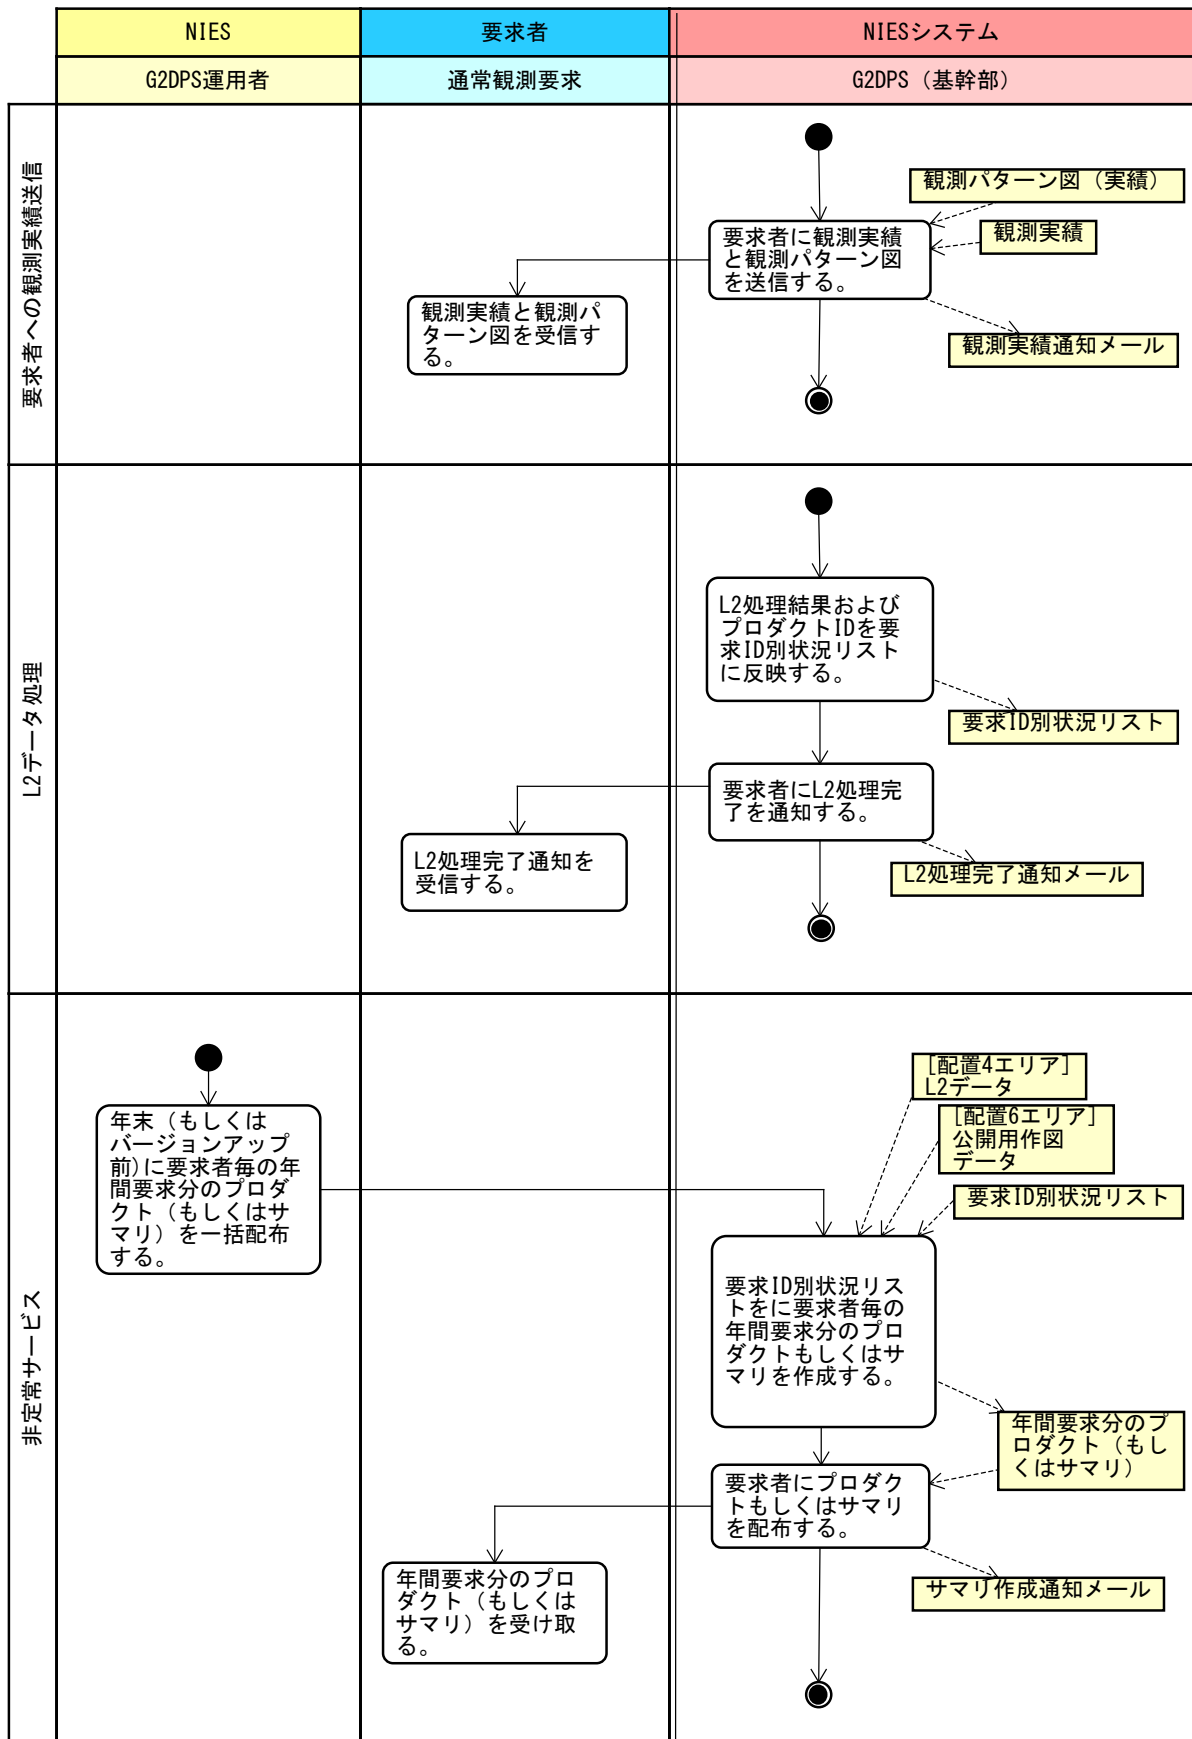 NIES
要求者
NIESシステム
G2DPS運用者
通常観測要求
G2DPS（基幹部）
要求者への観測実績送信
観測パターン図（実績）
観測実績
要求者に観測実績
と観測パターン図
を送信する。
観測実績と観測パ
ターン図を受信す
る。
観測実績通知メール
L2データ処理
L2処理結果および
プロダクトIDを要
求ID別状況リスト
に反映する。
要求ID別状況リスト
要求者にL2処理完
了を通知する。
L2処理完了通知を
受信する。
L2処理完了通知メール
非定常サービス
[配置4エリア]
L2データ
[配置6エリア]
公開用作図
データ
要求ID別状況リスト
年末（もしくは
バージョンアップ
前)に要求者毎の年
間要求分のプロダ
クト（もしくはサ
マリ）を一括配布
する。
要求ID別状況リス
トをに要求者毎の
年間要求分のプロ
ダクトもしくはサ
マリを作成する。
年間要求分のプ
ロダクト（もし
くはサマリ）
要求者にプロダク
トもしくはサマリ
を配布する。
年間要求分のプロ
ダクト（もしくは
サマリ）を受け取
る。
サマリ作成通知メール